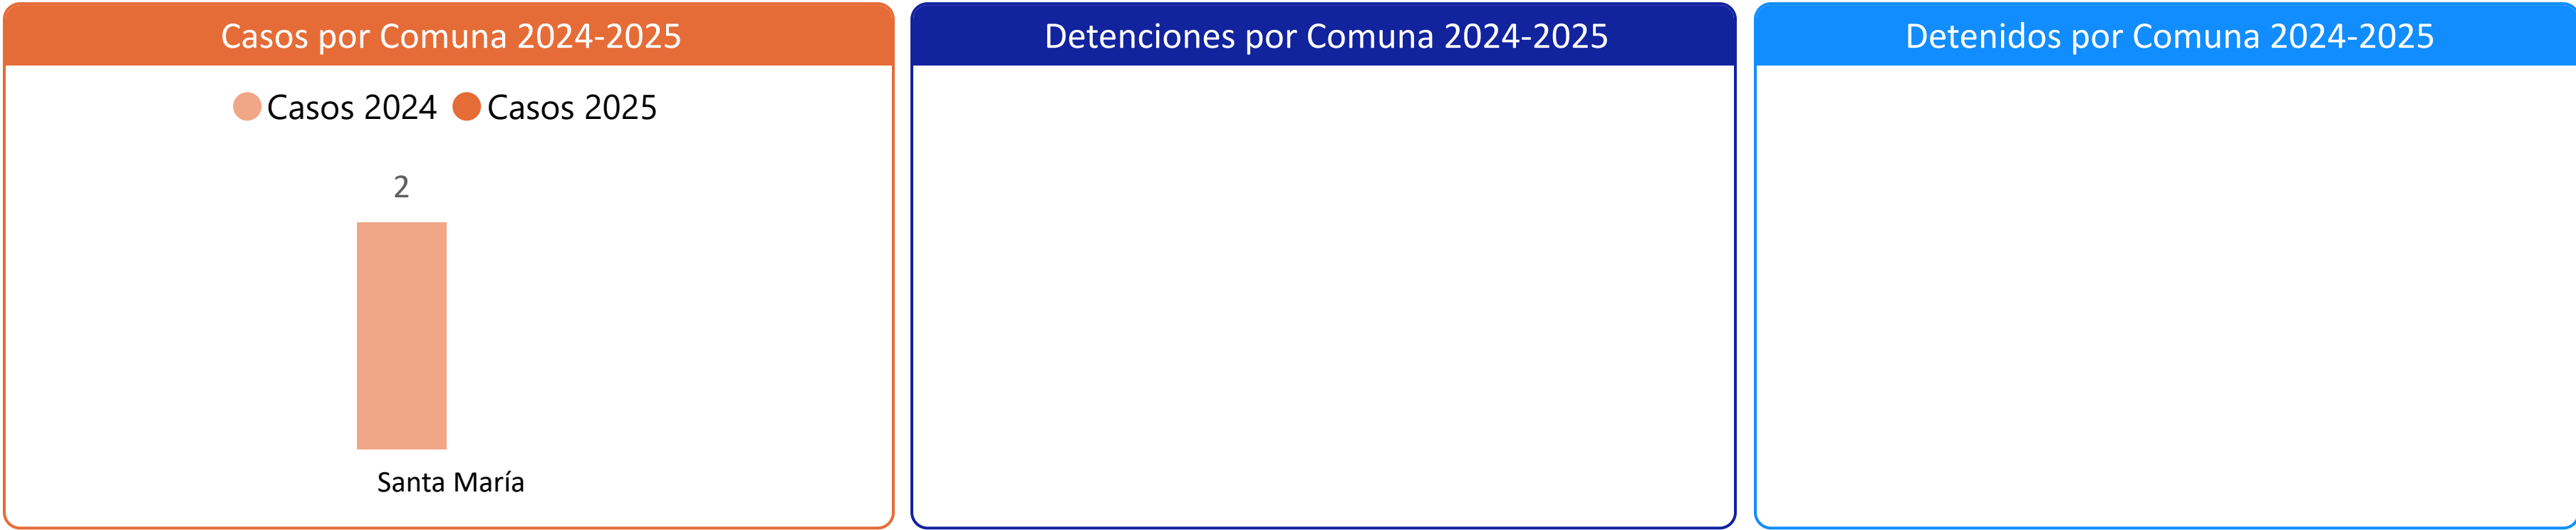 Casos por Comuna 2024-2025
Casos 2024 Casos 2025
2
Santa María
Detenciones por Comuna 2024-2025
Detenidos por Comuna 2024-2025